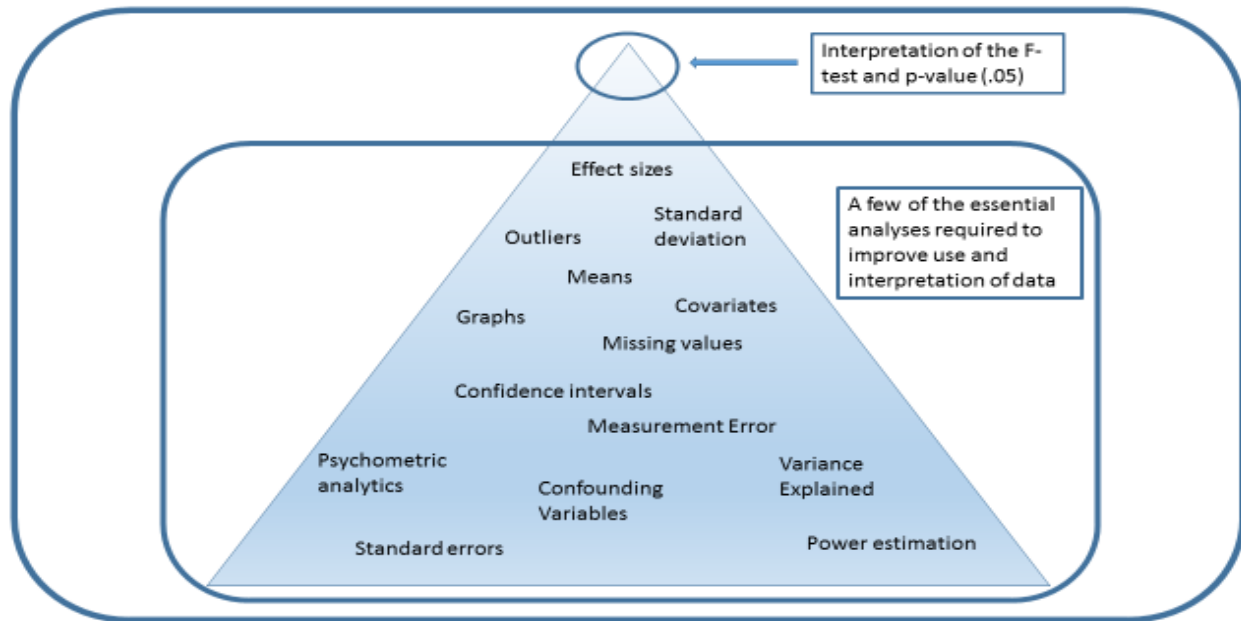 Interpretation of the F-
test and p-value (.05)
Effect sizes
A few of the essential
analyses required to
improve use and
interpretation of data
Standard
deviation
Outliers
Means
Covariates
Graphs
Missing values
Confidence intervals
Measurement Error
Psychometric
analytics
Variance
Explained
Confounding
Variables
Standard errors
Power estimation